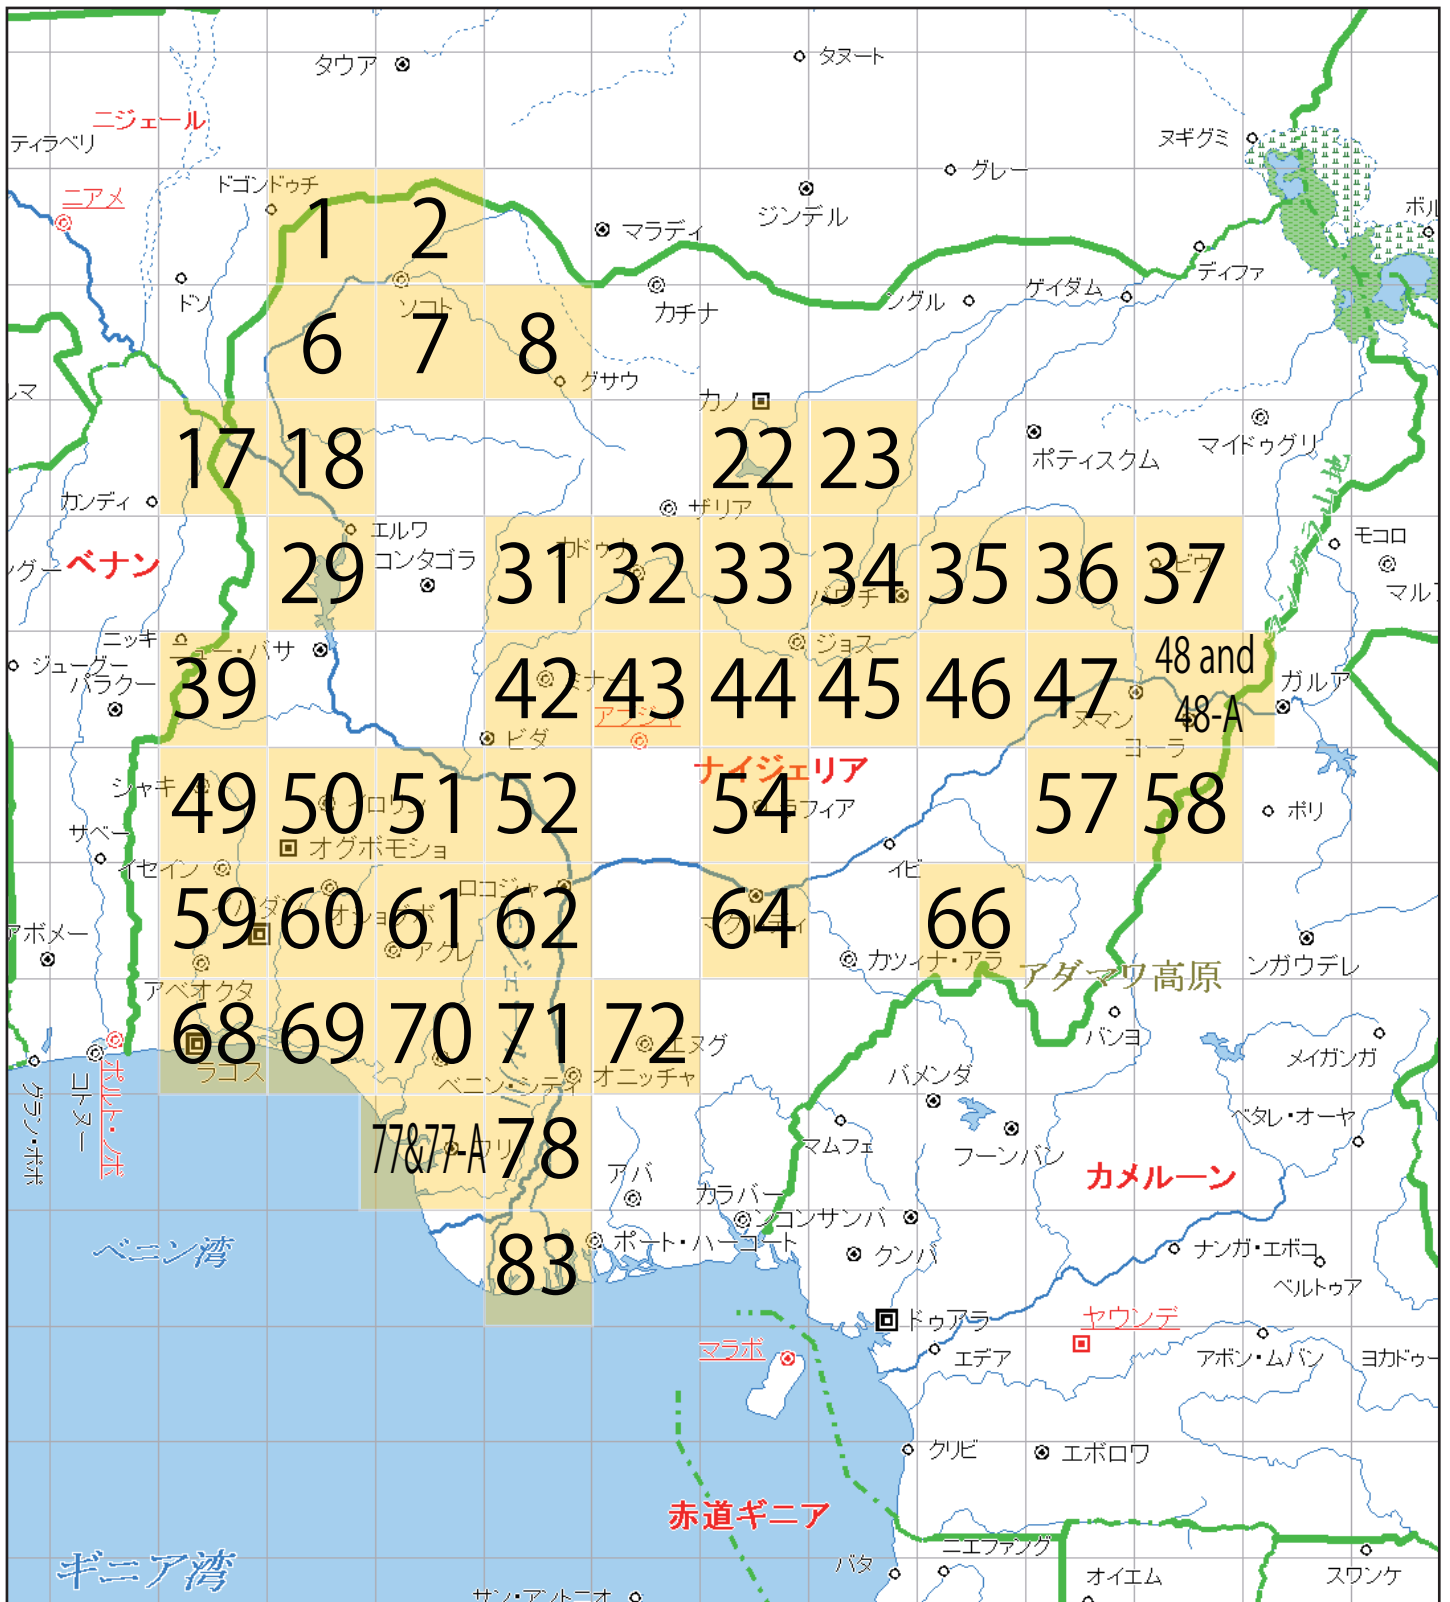 タウア
タヌート
ニジェール
ティラベリ
ヌギグミ
グレー
ニアメ
ドゴンドゥチ
1
2
ジンデル
マラディ
ボル
ディファ
ドソ
ソコト
カチナ
ングル
ゲイダム
6
7
8
グサウ
カノ
17
18
22
23
ポティスクム
マイドゥグリ
カンディ
ザリア
エルワ
コンタゴラ
モコロ
ベナン
29
カドゥナ
31
32
33
34
35
36
37
ビウ
バウチ
ニッキ
ニュー・バサ
ジューグー
パラクー
39
ミナ
42
43
アブジャ
44
ジョス
45
46
47
ヌマン
48 and
48-A
ガルア
ヨーラ
ビダ
ナイジェリア
シャキ
49
50
イロリン
51
52
54
ラフィア
57
58
ポリ
サベー
オグボモショ
イセイン
イビ
59
イバダン
60
オショグボ
61
アクレ
ロコジャ
62
64
マクルディ
66
アボメー
カツィナ・アラ
アダマワ高原
ンガウデレ
アベオクタ
68
ラゴス
69
70
ベニン・シティ
71
オニッチャ
72
エヌグ
バンヨ
メイガンガ
バメンダ
ポルト・ノボ
コトヌー
グラン・ポポ
77&77-A
78
マムフェ
フーンバン
ベタレ・オーヤ
カメルーン
アバ
カラバー
ンコンサンバ
ポート・ハーコート
クンバ
ナンガ・エボコ
ベルトゥア
ベニン湾
83
ドゥアラ
ヤウンデ
マラボ
エデア
アボン・ムバン
ヨカドゥー
クリビ
エボロワ
赤道ギニア
ニエファング
バタ
オイエム
スワンケ
ギニア湾
サン・アントニオ